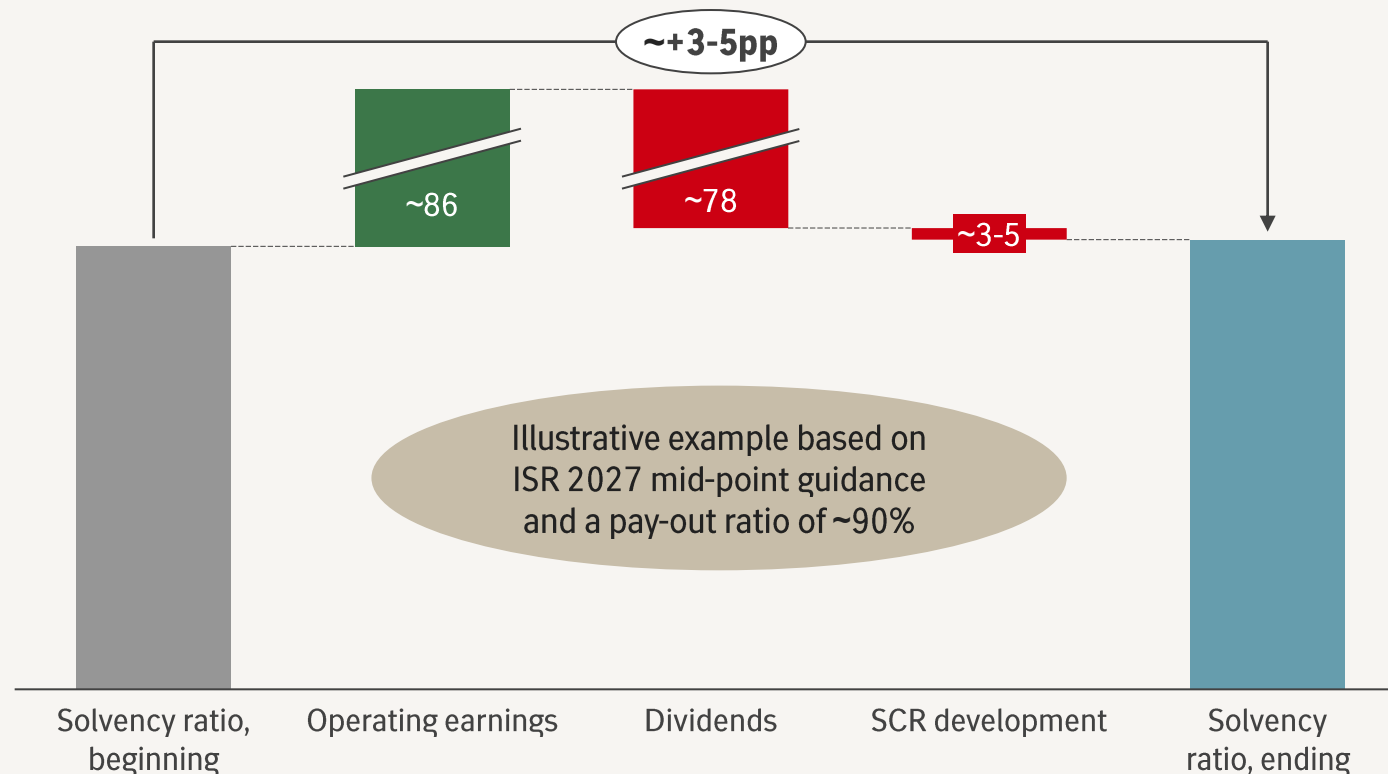 ~+3-5pp
~86
~78
~3-5
Illustrative example based on
ISR 2027 mid-point guidance
and a pay-out ratio of ~90%
Solvency ratio,
beginning
Operating earnings
Dividends
SCR development
Solvency
ratio, ending